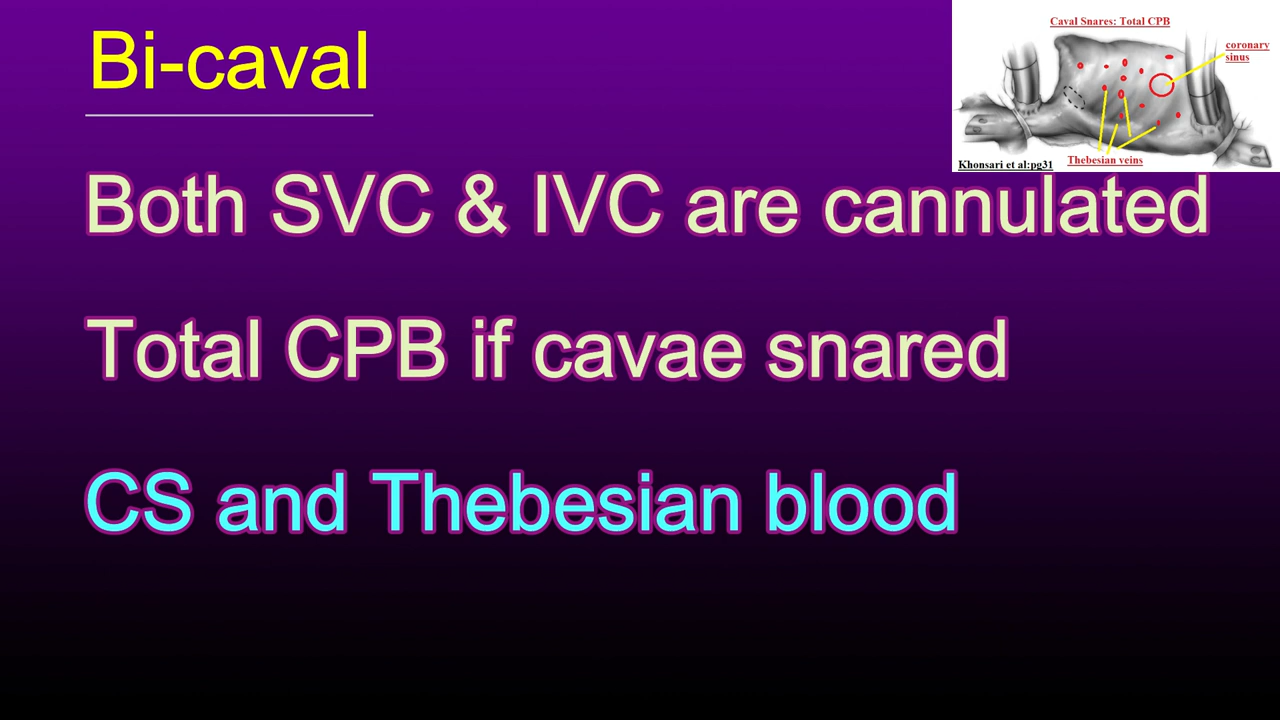 Bi-caval
Caval Snares: Total CPB
coronary
sinus
Khonsari et al:pg31
Thebesian veins
Both SVC & IVC are cannulated
Total CPB if cavae snared
CS and Thebesian blood